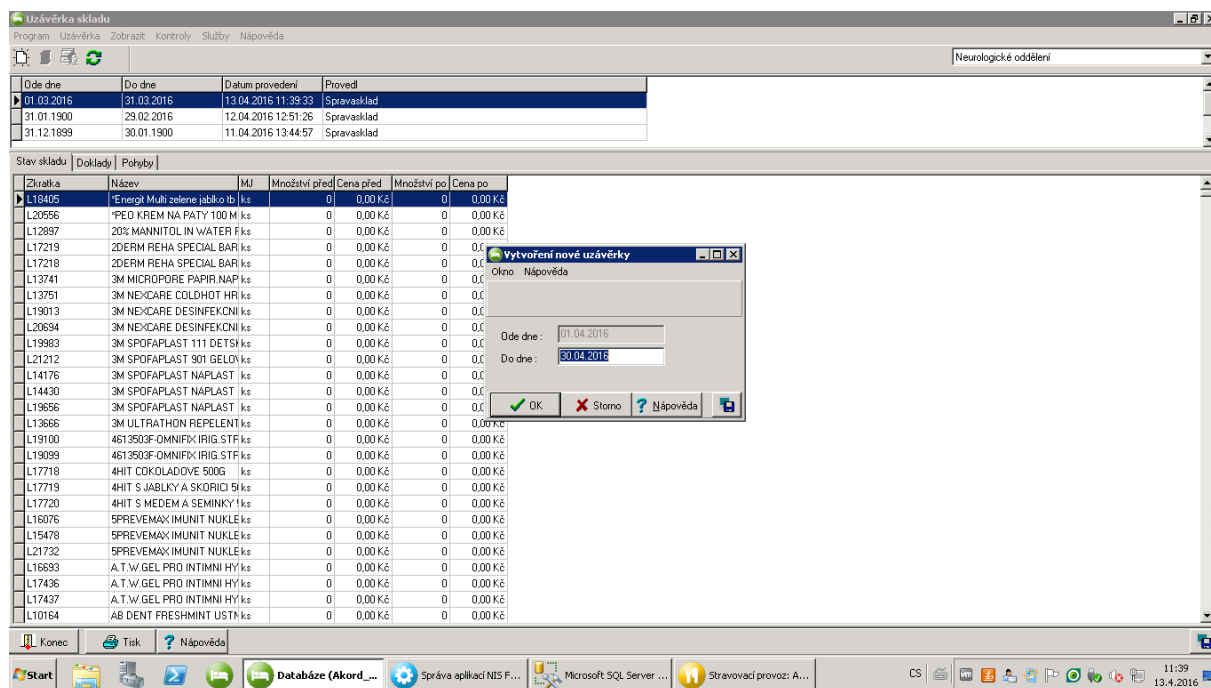 Uzávěrka skladu
Program Uzávěrka Zobrazit Kontroly Služby Nápověda
Neurologické oddělení
Ode dne Do dne Datum provedení Provedl
01.03.2016 31.03.2016 13.04.2016 11:39:33 Spravasklad
31.01.1900 29.02.2016 12.04.2016 12:51:26 Spravasklad
31.12.1899 30.01.1900 11.04.2016 13:44:57 Spravasklad
Stav skladu Doklady Pohyby
Zkratka Název MJ Množství před Cena před Množství po Cena po
L18405 *Energit Multi zelene jablko tb ks 0 0,00 Kč 0 0,00 Kč
L20556 *PEO KREM NA PATY 100 M ks 0 0,00 Kč 0 0,00 Kč
L12897 20% MANNITOL IN WATER F ks 0 0,00 Kč 0 0,00 Kč
L17219 2DERM REHA SPECIAL BAR ks 0 0,00 Kč 0 0,0
L17218 2DERM REHA SPECIAL BAR ks 0 0,00 Kč 0 0,0
L13741 3M MICROPORE PAPIR.NAP ks 0 0,00 Kč 0 0,0
L13751 3M NEXCARE COLDHOT HR ks 0 0,00 Kč 0 0,0
L19013 3M NEXCARE DESINFEKCNI ks 0 0,00 Kč 0 0,0
L20694 3M NEXCARE DESINFEKCNI ks 0 0,00 Kč 0 0,0
L19983 3M SPOFAPLAST 111 DETSK ks 0 0,00 Kč 0 0,0
L21212 3M SPOFAPLAST 901 GELOV ks 0 0,00 Kč 0 0,0
L14176 3M SPOFAPLAST NAPLAST ks 0 0,00 Kč 0 0,0
L14430 3M SPOFAPLAST NAPLAST ks 0 0,00 Kč 0 0,0
L19656 3M SPOFAPLAST NAPLAST ks 0 0,00 Kč 0 0,0
L13666 3M ULTRATHON REPELENT ks 0 0,00 Kč 0 0,00 Kč
L19100 4613503F-OMNIFIX IRIG.STF ks 0 0,00 Kč 0 0,00 Kč
L19099 4613503F-OMNIFIX IRIG.STF ks 0 0,00 Kč 0 0,00 Kč
L17718 4HIT COKOLADOVE 500G ks 0 0,00 Kč 0 0,00 Kč
L17719 4HIT S JABLKY A SKORICI 5 ks 0 0,00 Kč 0 0,00 Kč
L17720 4HIT S MEDEM A SEMINKY ks 0 0,00 Kč 0 0,00 Kč
L16076 5PREVEMAX IMUNIT NUKLE ks 0 0,00 Kč 0 0,00 Kč
L15478 5PREVEMAX IMUNIT NUKLE ks 0 0,00 Kč 0 0,00 Kč
L21732 5PREVEMAX IMUNIT NUKLE ks 0 0,00 Kč 0 0,00 Kč
L16693 A.T.W.GEL PRO INTIMNI HY ks 0 0,00 Kč 0 0,00 Kč
L17436 A.T.W.GEL PRO INTIMNI HY ks 0 0,00 Kč 0 0,00 Kč
L17437 A.T.W.GEL PRO INTIMNI HY ks 0 0,00 Kč 0 0,00 Kč
L10164 AB DENT FRESHMINT USTN ks 0 0,00 Kč 0 0,00 Kč
Vytvoření nové uzávěrky
Okno Nápověda
Ode dne : 01.04.2016
Do dne : 30.04.2016
OK Storno Nápověda
Konec Tisk Nápověda
Start Databáze (Akord_... Správa aplikací NIS F... Microsoft SQL Server ... Stravovací provoz: A... CS 11:39
13.4.2016